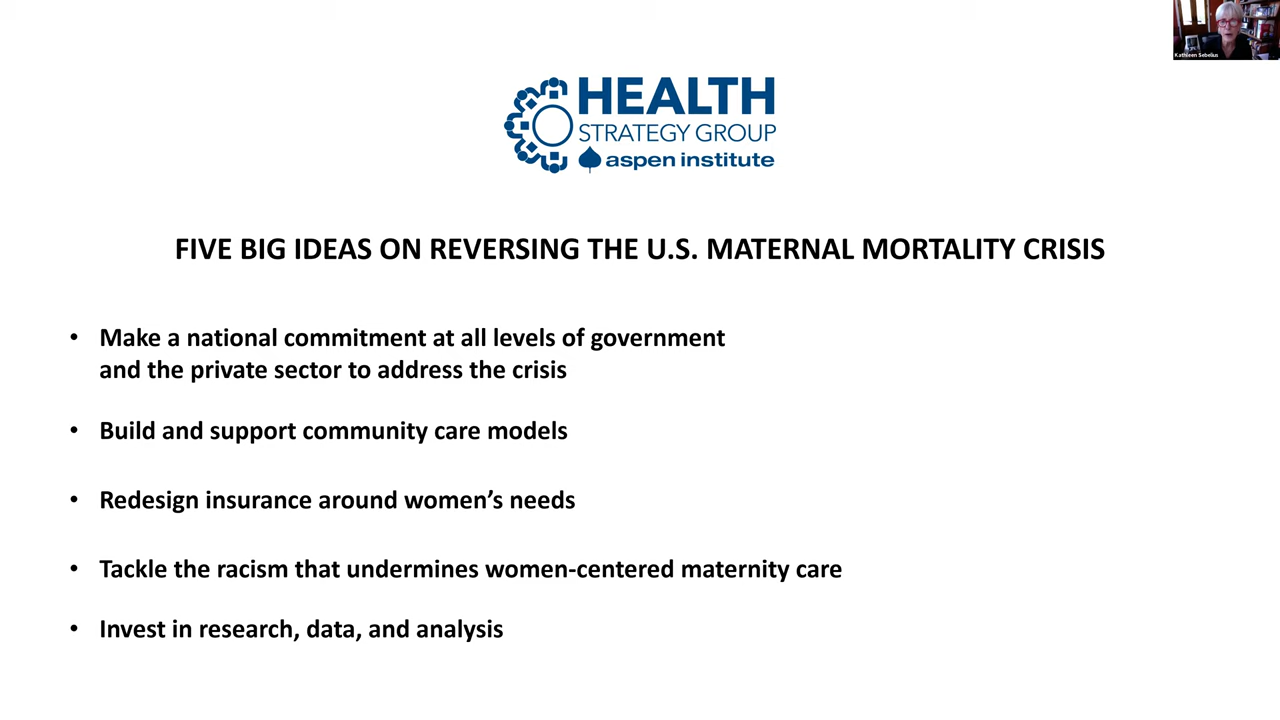 Kathleen Sebelius
HEALTH
STRATEGY GROUP
aspen institute
FIVE BIG IDEAS ON REVERSING THE U.S. MATERNAL MORTALITY CRISIS
• Make a national commitment at all levels of government
and the private sector to address the crisis
• Build and support community care models
• Redesign insurance around women’s needs
• Tackle the racism that undermines women-centered maternity care
• Invest in research, data, and analysis